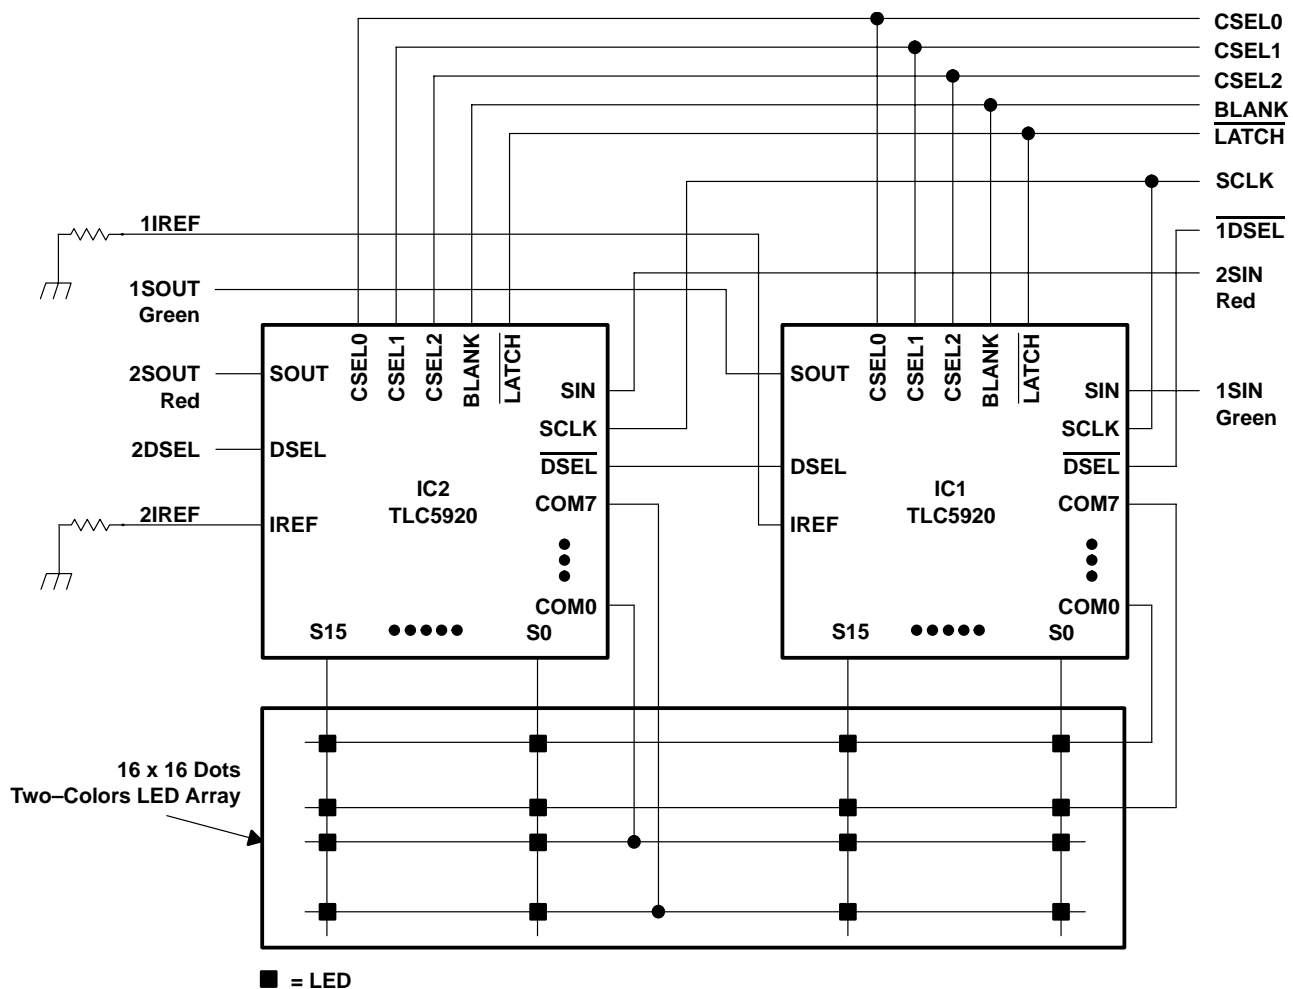 CSEL0
CSEL1
CSEL2
BLANK
LATCH
SCLK
1DSEL
2SIN
Red
1SIN
Green
1IREF
1SOUT
Green
2SOUT
Red
2DSEL
2IREF
SOUT
DSEL
IREF
CSEL0
CSEL1
CSEL2
BLANK
LATCH
SIN
SCLK
DSEL
COM7
COM0
IC2
TLC5920
S15
S0
SOUT
DSEL
IREF
CSEL0
CSEL1
CSEL2
BLANK
LATCH
SIN
SCLK
DSEL
COM7
COM0
IC1
TLC5920
S15
S0
16 x 16 Dots
Two–Colors LED Array
= LED